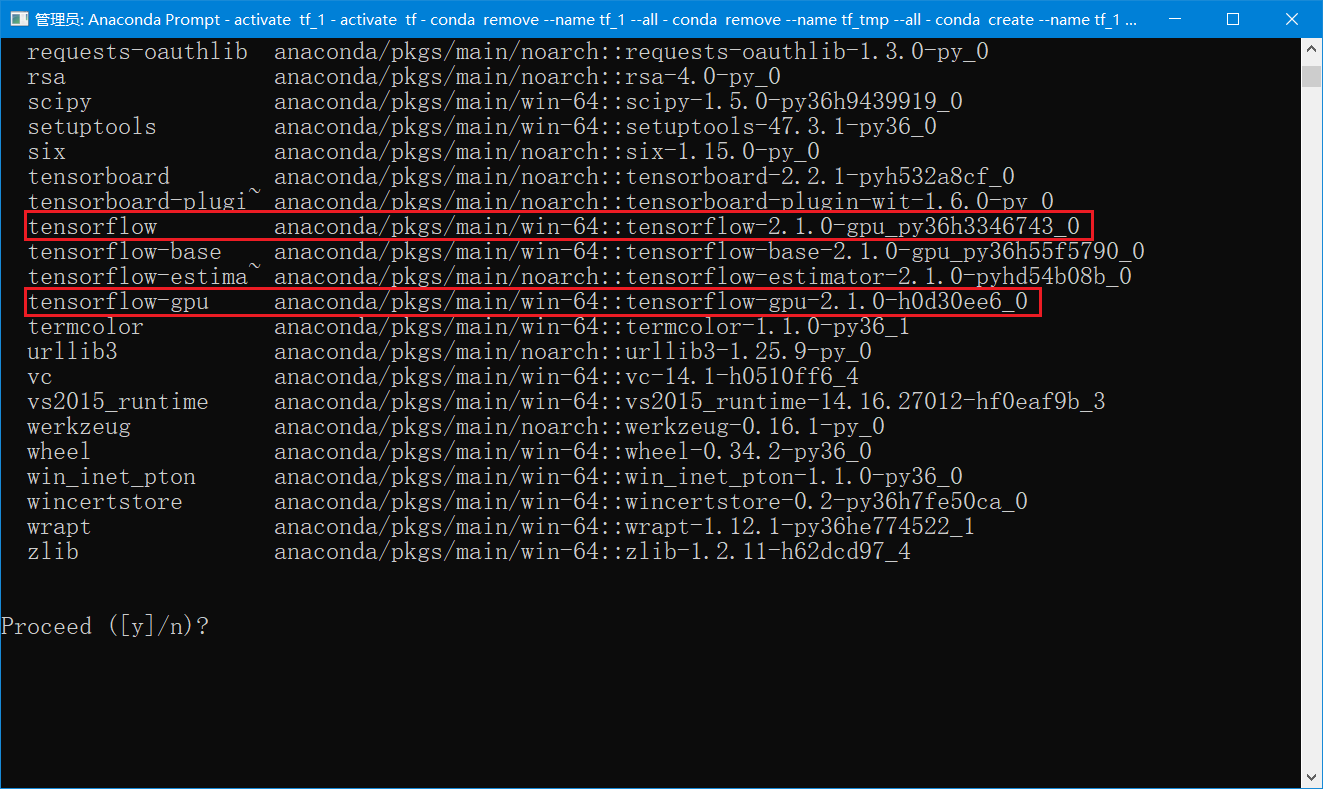 管理员: Anaconda Prompt - activate tf_1 - activate tf - conda remove --name tf_1 --all - conda remove --name tf_tmp --all - conda create --name tf_1 ...
requests-oauthlib anaconda/pkgs/main/noarch::requests-oauthlib-1.3.0-py_0
rsa anaconda/pkgs/main/noarch::rsa-4.0-py_0
scipy anaconda/pkgs/main/win-64::scipy-1.5.0-py36h9439919_0
setuptools anaconda/pkgs/main/win-64::setuptools-47.3.1-py36_0
six anaconda/pkgs/main/noarch::six-1.15.0-py_0
tensorboard anaconda/pkgs/main/noarch::tensorboard-2.2.1-pyh532a8cf_0
tensorboard-plugi~ anaconda/pkgs/main/noarch::tensorboard-plugin-wit-1.6.0-py_0
tensorflow anaconda/pkgs/main/win-64::tensorflow-2.1.0-gpu_py36h3346743_0
tensorflow-base anaconda/pkgs/main/win-64::tensorflow-base-2.1.0-gpu_py36h55f5790_0
tensorflow-estima~ anaconda/pkgs/main/noarch::tensorflow-estimator-2.1.0-pyhd54b08b_0
tensorflow-gpu anaconda/pkgs/main/win-64::tensorflow-gpu-2.1.0-h0d30ee6_0
termcolor anaconda/pkgs/main/win-64::termcolor-1.1.0-py36_1
urllib3 anaconda/pkgs/main/noarch::urllib3-1.25.9-py_0
vc anaconda/pkgs/main/win-64::vc-14.1-h0510ff6_4
vs2015_runtime anaconda/pkgs/main/win-64::vs2015_runtime-14.16.27012-hf0eaf9b_3
werkzeug anaconda/pkgs/main/noarch::werkzeug-0.16.1-py_0
wheel anaconda/pkgs/main/win-64::wheel-0.34.2-py36_0
win_inet_pton anaconda/pkgs/main/win-64::win_inet_pton-1.1.0-py36_0
wincertstore anaconda/pkgs/main/win-64::wincertstore-0.2-py36h7fe50ca_0
wrapt anaconda/pkgs/main/win-64::wrapt-1.12.1-py36he774522_1
zlib anaconda/pkgs/main/win-64::zlib-1.2.11-h62dcd97_4
Proceed ([y]/n)?